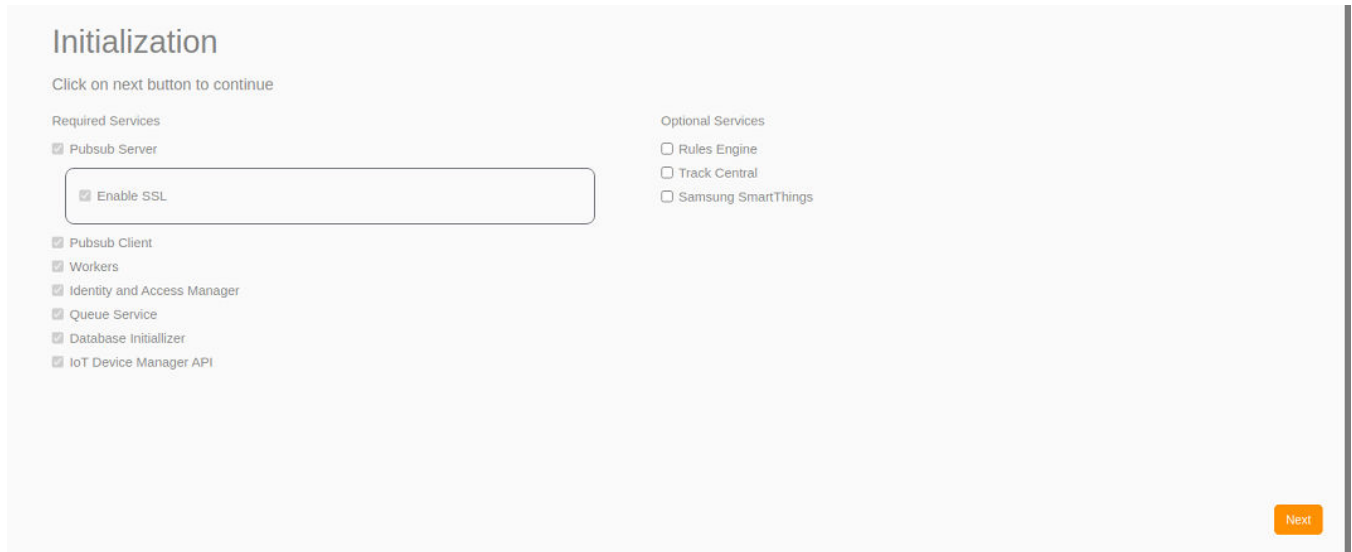 Initialization
Click on next button to continue
Required Services
Pubsub Server
Enable SSL
Pubsub Client
Workers
Identity and Access Manager
Queue Service
Database Initiallizer
IoT Device Manager API
Optional Services
Rules Engine
Track Central
Samsung SmartThings
Next